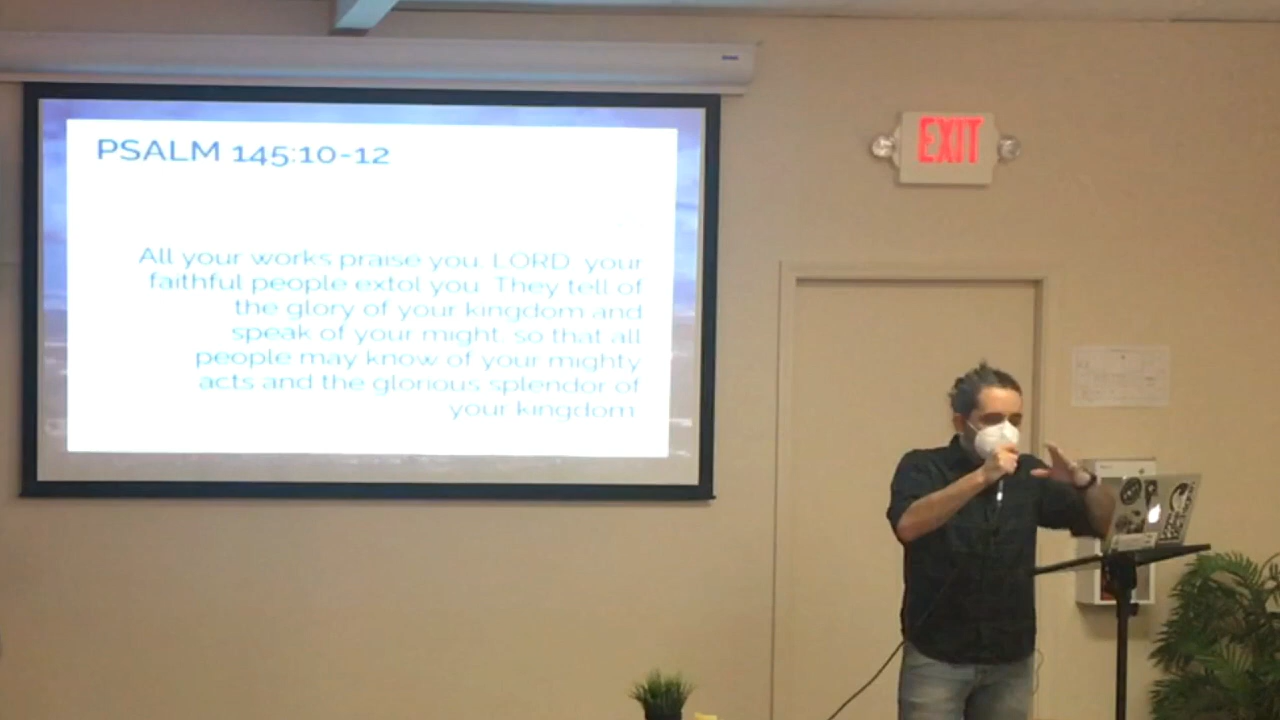 PSALM 145:10-12
All your works praise you, LORD; your
faithful people extol you. They tell of
the glory of your kingdom and
speak of your might, so that all
people may know of your mighty
acts and the glorious splendor of
your kingdom.
EXIT